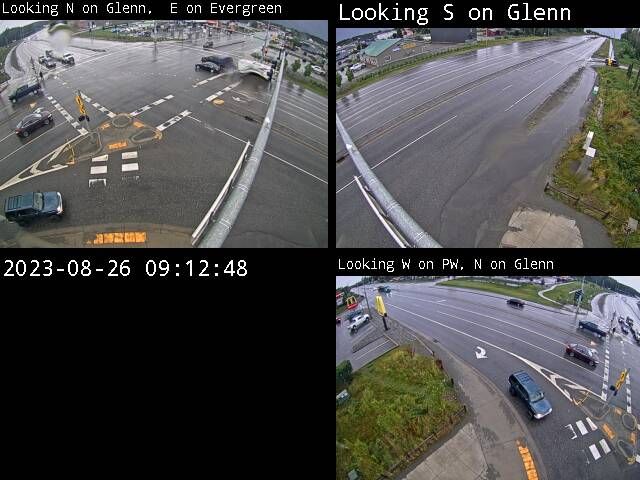 Looking N on Glenn, E on Evergreen
Looking S on Glenn
2023-08-26 09:12:48
Looking W on PW, N on Glenn